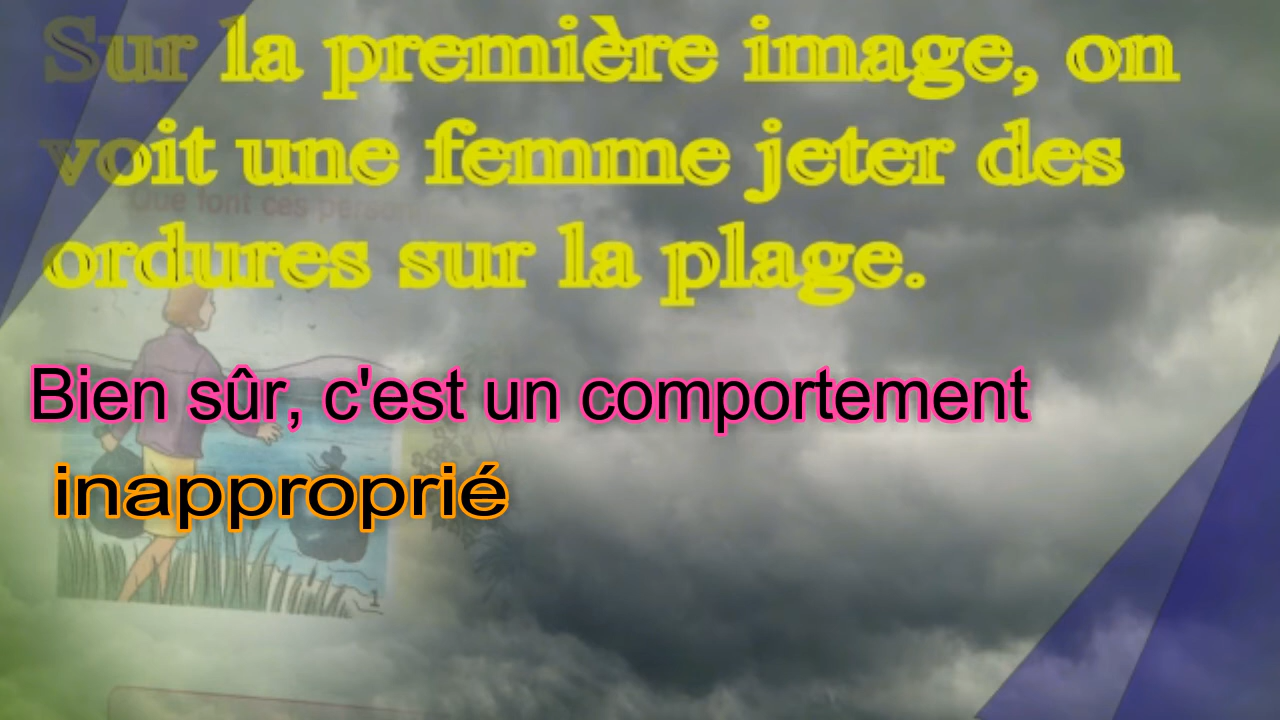 Sur la première image, on
voit une femme jeter des
Que font ces
ordures sur la plage.
Bien sûr, c'est un comportement
inapproprié
1